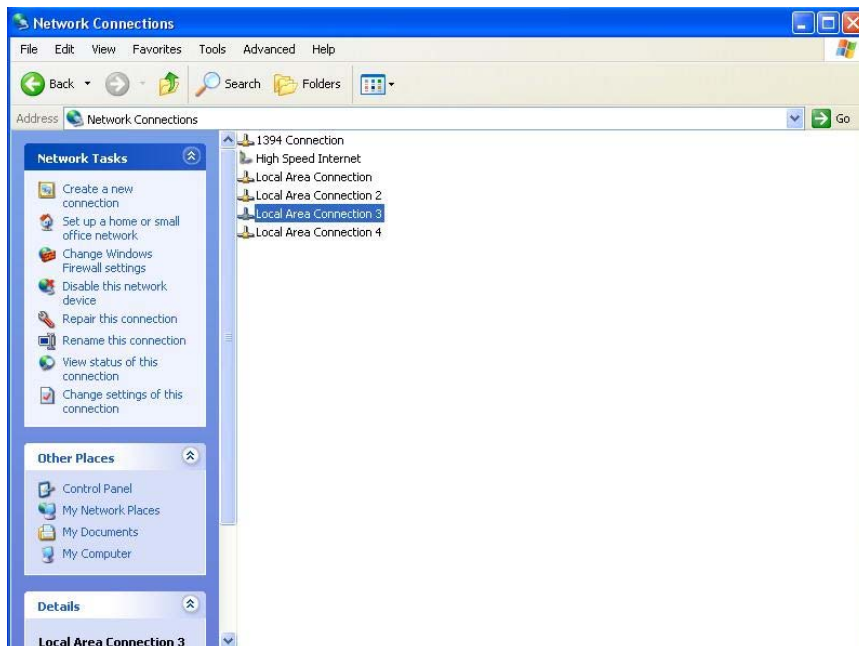 Network Connections
File Edit View Favorites Tools Advanced Help
Back Search Folders
Address Network Connections Go
Network Tasks
Create a new
connection
Set up a home or small
office network
Change Windows
Firewall settings
Disable this network
device
Repair this connection
Rename this connection
View status of this
connection
Change settings of this
connection
Other Places
Control Panel
My Network Places
My Documents
My Computer
Details
Local Area Connection 3
1394 Connection
High Speed Internet
Local Area Connection
Local Area Connection 2
Local Area Connection 3
Local Area Connection 4